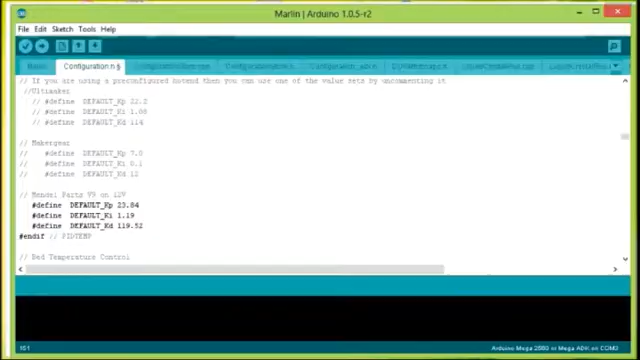 Marlin | Arduino 1.0.5-r2
File Edit Sketch Tools Help
Configuration.h §
// If you are using a preconfigured hotend then you can use one of the value sets by uncommenting it
//Ultimaker
// #define DEFAULT_Kp 22.2
// #define DEFAULT_Ki 1.08
// #define DEFAULT_Kd 114
// Makergear
// #define DEFAULT_Kp 7.0
// #define DEFAULT_Ki 0.1
// #define DEFAULT_Kd 12
// Mendel Parts V9 on 12V
#define DEFAULT_Kp 23.84
#define DEFAULT_Ki 1.19
#define DEFAULT_Kd 119.52
#endif // PIDTEMP
// Bed Temperature Control
151
Arduino Mega 2560 or Mega ADK on COM3